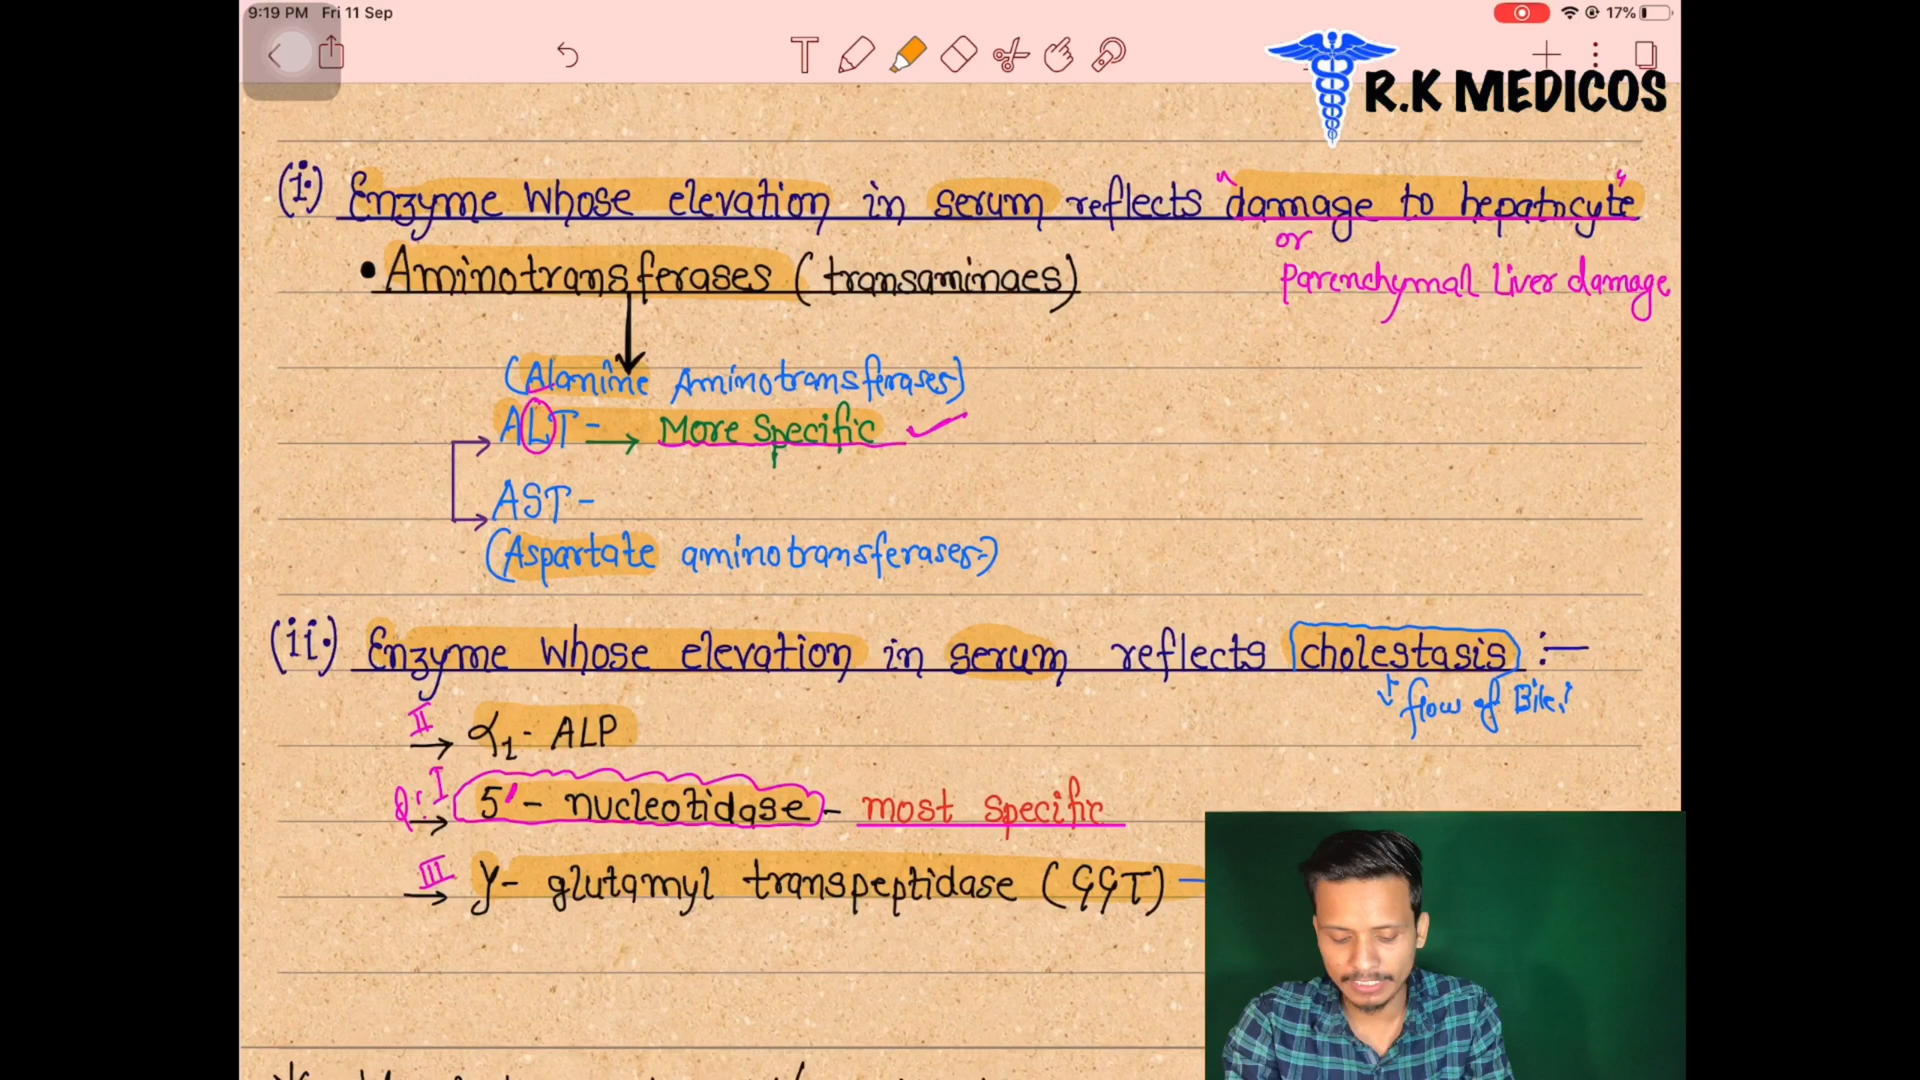 9:19 PM Fri 11 Sep
17%
R.K MEDICOS
(i.) Enzyme whose elevation in serum reflects "damage to hepatocyte"
or
Parenchymal Liver damage
• Aminotransferases (transaminaes)
(Alanine Aminotransferases)
ALT- → More Specific ✓
AST-
(Aspartate aminotransferases-)
(ii.) Enzyme whose elevation in serum reflects cholestasis :-
↓ flow of Bile
II → α1- ALP
I → 5'- nucleotidase - most specific
III → γ- glutamyl transpeptidase (GGT) -